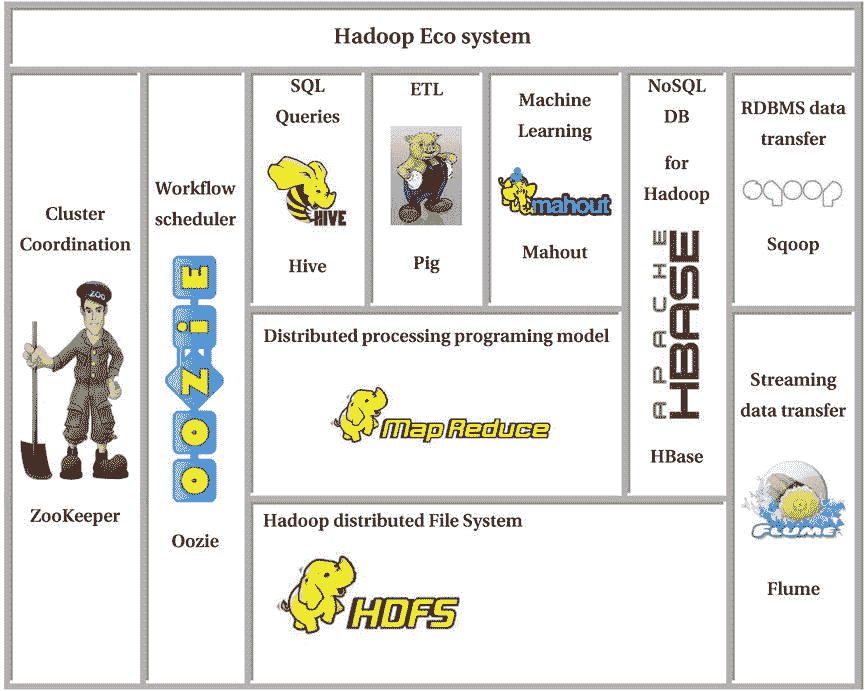 Hadoop Eco system
Cluster
Coordination
ZOO
ZooKeeper
Workflow
scheduler
OOZiE
Oozie
SQL
Queries
HIVE
Hive
ETL
Pig
Machine
Learning
mahout
Mahout
NoSQL
DB
for
Hadoop
APACHE
HBASE
HBase
RDBMS data
transfer
sqoop
Sqoop
Distributed processing programing model
Map Reduce
Hadoop distributed File System
HDFS
Streaming
data transfer
FLUME
Flume